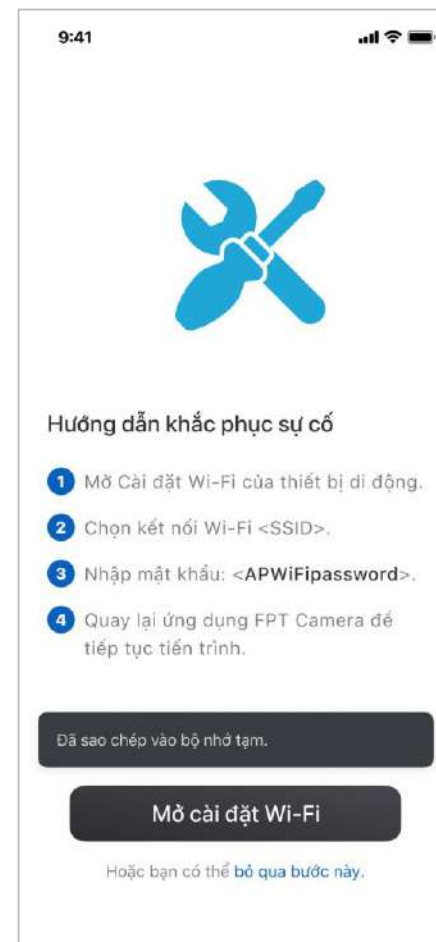 9:41
Hướng dẫn khắc phục sự cố
1 Mở Cài đặt Wi-Fi của thiết bị di động.
2 Chọn kết nối Wi-Fi <SSID>.
3 Nhập mật khẩu: <APWiFipassword>.
4 Quay lại ứng dụng FPT Camera để
tiếp tục tiến trình.
Đã sao chép vào bộ nhớ tạm.
Mở cài đặt Wi-Fi
Hoặc bạn có thể bỏ qua bước này.